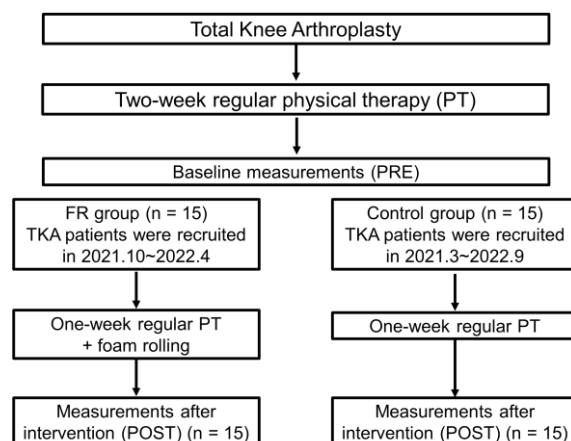 Total Knee Arthroplasty
Two-week regular physical therapy (PT)
Baseline measurements (PRE)
FR group (n = 15)
TKA patients were recruited
in 2021.10~2022.4
Control group (n = 15)
TKA patients were recruited
in 2021.3~2022.9
One-week regular PT
+ foam rolling
One-week regular PT
Measurements after
intervention (POST) (n = 15)
Measurements after
intervention (POST) (n = 15)